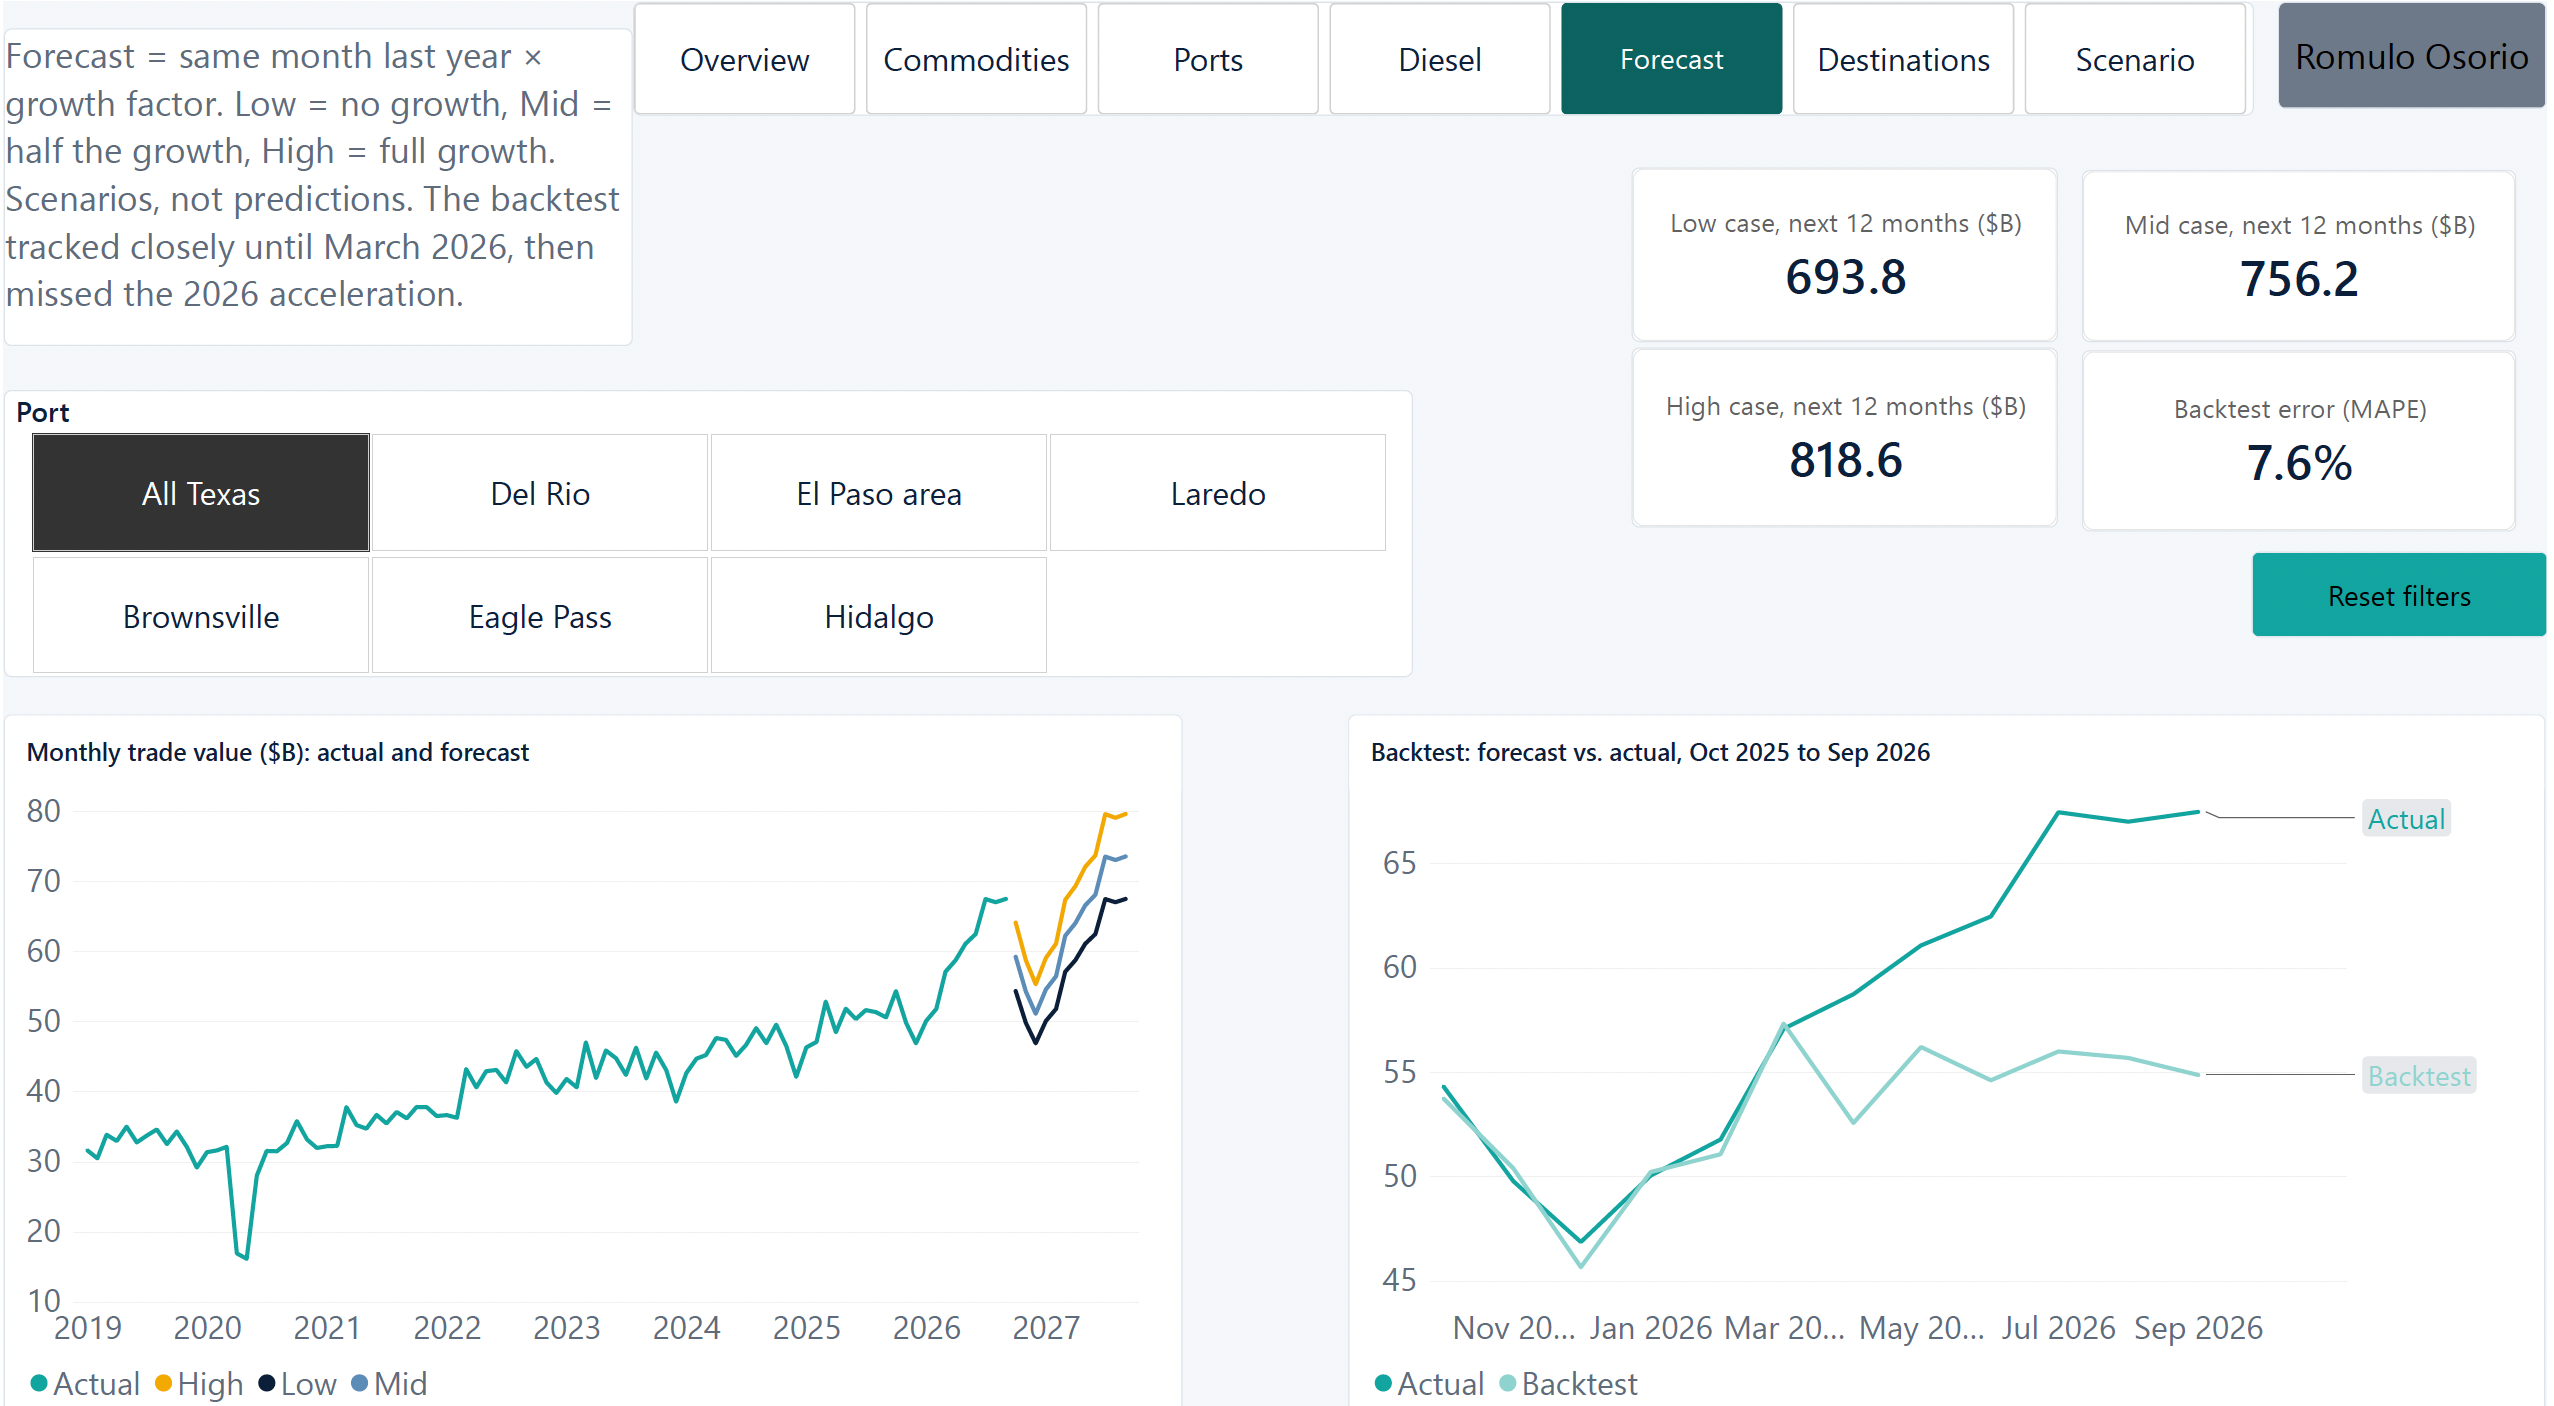 Forecast = same month last year ×
growth factor. Low = no growth, Mid =
half the growth, High = full growth.
Scenarios, not predictions. The backtest
tracked closely until March 2026, then
missed the 2026 acceleration.
Overview
Commodities
Ports
Diesel
Forecast
Destinations
Scenario
Romulo Osorio
Low case, next 12 months ($B)
693.8
Mid case, next 12 months ($B)
756.2
High case, next 12 months ($B)
818.6
Backtest error (MAPE)
7.6%
Port
All Texas
Del Rio
El Paso area
Laredo
Brownsville
Eagle Pass
Hidalgo
Reset filters
Monthly trade value ($B): actual and forecast
80
70
60
50
40
30
20
10
2019 2020 2021 2022 2023 2024 2025 2026 2027
Actual High Low Mid
Backtest: forecast vs. actual, Oct 2025 to Sep 2026
65
60
55
50
45
Actual
Backtest
Nov 20... Jan 2026 Mar 20... May 20... Jul 2026 Sep 2026
Actual Backtest